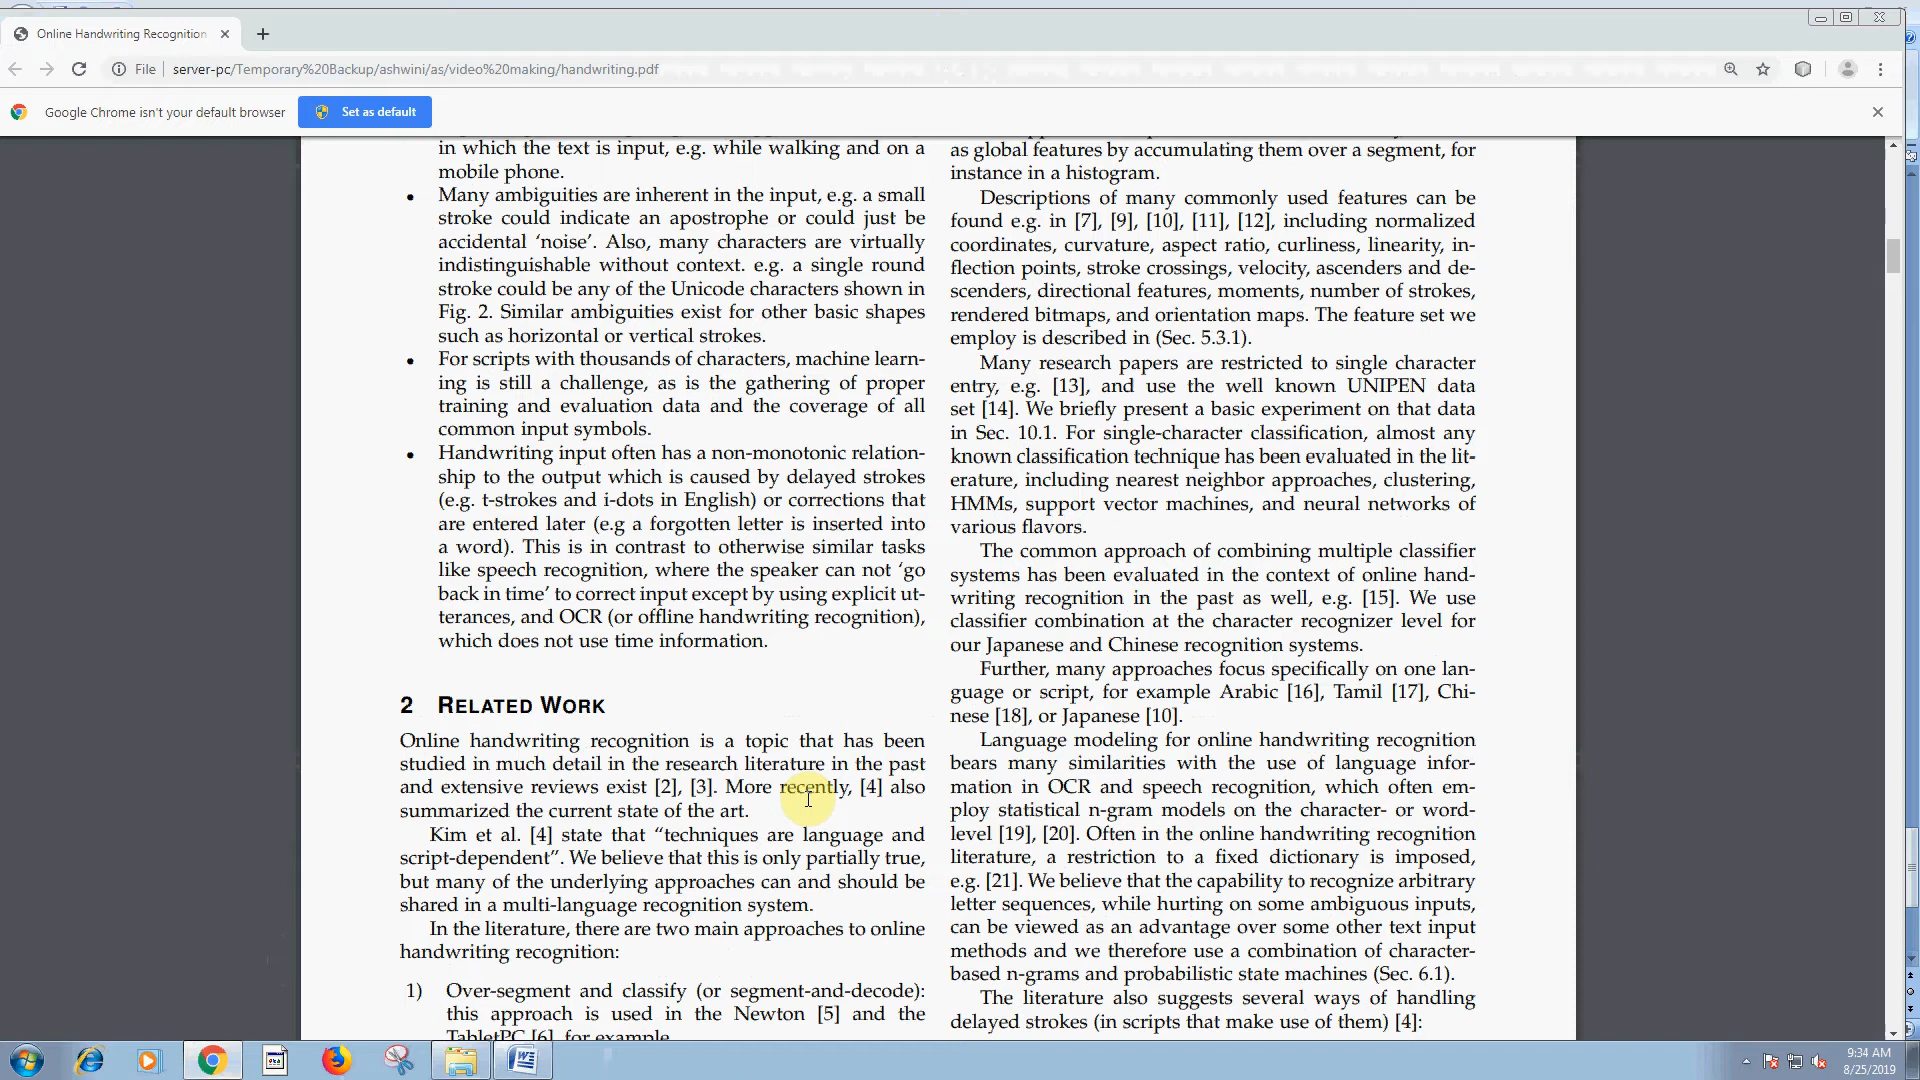 Online Handwriting Recognition
File
server-pc/Temporary%20Backup/ashwini/as/video%20making/handwriting.pdf
Google Chrome isn't your default browser
Set as default
in which the text is input, e.g. while walking and on a
mobile phone.
• Many ambiguities are inherent in the input, e.g. a small
stroke could indicate an apostrophe or could just be
accidental ‘noise’. Also, many characters are virtually
indistinguishable without context. e.g. a single round
stroke could be any of the Unicode characters shown in
Fig. 2. Similar ambiguities exist for other basic shapes
such as horizontal or vertical strokes.
• For scripts with thousands of characters, machine learn-
ing is still a challenge, as is the gathering of proper
training and evaluation data and the coverage of all
common input symbols.
• Handwriting input often has a non-monotonic relation-
ship to the output which is caused by delayed strokes
(e.g. t-strokes and i-dots in English) or corrections that
are entered later (e.g a forgotten letter is inserted into
a word). This is in contrast to otherwise similar tasks
like speech recognition, where the speaker can not ‘go
back in time’ to correct input except by using explicit ut-
terances, and OCR (or offline handwriting recognition),
which does not use time information.
2 RELATED WORK
Online handwriting recognition is a topic that has been
studied in much detail in the research literature in the past
and extensive reviews exist [2], [3]. More recently, [4] also
summarized the current state of the art.
Kim et al. [4] state that “techniques are language and
script-dependent”. We believe that this is only partially true,
but many of the underlying approaches can and should be
shared in a multi-language recognition system.
In the literature, there are two main approaches to online
handwriting recognition:
1) Over-segment and classify (or segment-and-decode):
this approach is used in the Newton [5] and the
TabletPC [6], for example
as global features by accumulating them over a segment, for
instance in a histogram.
Descriptions of many commonly used features can be
found e.g. in [7], [9], [10], [11], [12], including normalized
coordinates, curvature, aspect ratio, curliness, linearity, in-
flection points, stroke crossings, velocity, ascenders and de-
scenders, directional features, moments, number of strokes,
rendered bitmaps, and orientation maps. The feature set we
employ is described in (Sec. 5.3.1).
Many research papers are restricted to single character
entry, e.g. [13], and use the well known UNIPEN data
set [14]. We briefly present a basic experiment on that data
in Sec. 10.1. For single-character classification, almost any
known classification technique has been evaluated in the lit-
erature, including nearest neighbor approaches, clustering,
HMMs, support vector machines, and neural networks of
various flavors.
The common approach of combining multiple classifier
systems has been evaluated in the context of online hand-
writing recognition in the past as well, e.g. [15]. We use
classifier combination at the character recognizer level for
our Japanese and Chinese recognition systems.
Further, many approaches focus specifically on one lan-
guage or script, for example Arabic [16], Tamil [17], Chi-
nese [18], or Japanese [10].
Language modeling for online handwriting recognition
bears many similarities with the use of language infor-
mation in OCR and speech recognition, which often em-
ploy statistical n-gram models on the character- or word-
level [19], [20]. Often in the online handwriting recognition
literature, a restriction to a fixed dictionary is imposed,
e.g. [21]. We believe that the capability to recognize arbitrary
letter sequences, while hurting on some ambiguous inputs,
can be viewed as an advantage over some other text input
methods and we therefore use a combination of character-
based n-grams and probabilistic state machines (Sec. 6.1).
The literature also suggests several ways of handling
delayed strokes (in scripts that make use of them) [4]:
9:34 AM
8/25/2019